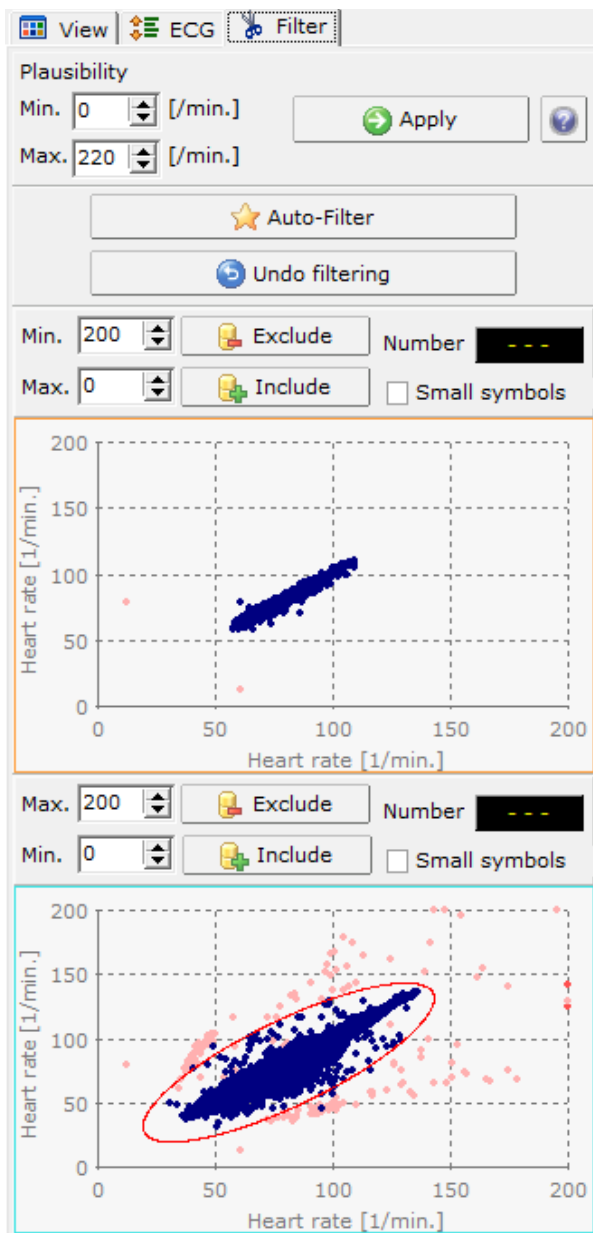 View ECG Filter
Plausibility
Min. 0 [/min.]
Apply ?
Max. 220 [/min.]
Auto-Filter
Undo filtering
Min. 200 Exclude Number ---
Max. 0 Include Small symbols
200
150
100
50
0
0 50 100 150 200
Heart rate [1/min.]
Heart rate [1/min.]
Max. 200 Exclude Number ---
Min. 0 Include Small symbols
200
150
100
50
0
0 50 100 150 200
Heart rate [1/min.]
Heart rate [1/min.]